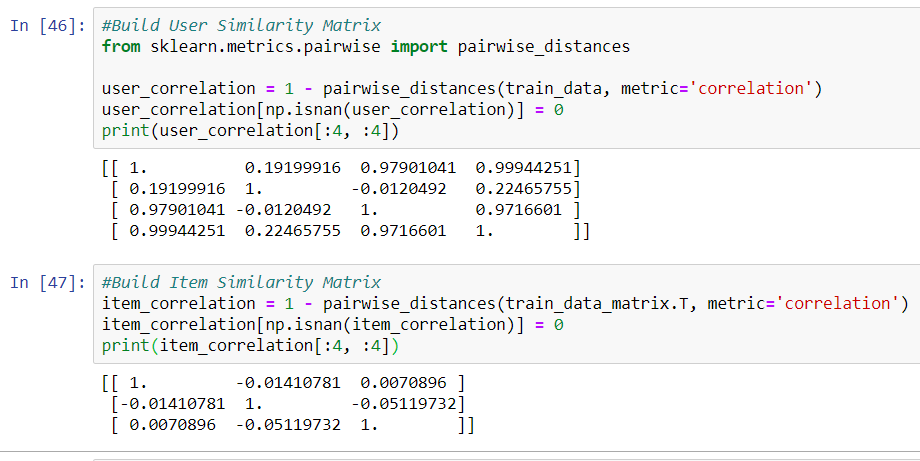 In [46]: #Build User Similarity Matrix
from sklearn.metrics.pairwise import pairwise_distances
user_correlation = 1 - pairwise_distances(train_data, metric='correlation')
user_correlation[np.isnan(user_correlation)] = 0
print(user_correlation[:4, :4])
[[ 1.          0.19199916  0.97901041  0.99944251]
 [ 0.19199916  1.         -0.0120492   0.22465755]
 [ 0.97901041 -0.0120492   1.          0.9716601 ]
 [ 0.99944251  0.22465755  0.9716601   1.        ]]
In [47]: #Build Item Similarity Matrix
item_correlation = 1 - pairwise_distances(train_data_matrix.T, metric='correlation')
item_correlation[np.isnan(item_correlation)] = 0
print(item_correlation[:4, :4])
[[ 1.         -0.01410781  0.0070896 ]
 [-0.01410781  1.         -0.05119732]
 [ 0.0070896  -0.05119732  1.        ]]